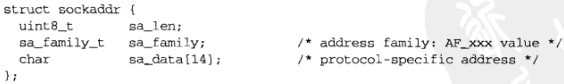 struct sockaddr {
  uint8_t      sa_len;
  sa_family_t  sa_family;        /* address family: AF_xxx value */
  char         sa_data[14];      /* protocol-specific address */
};